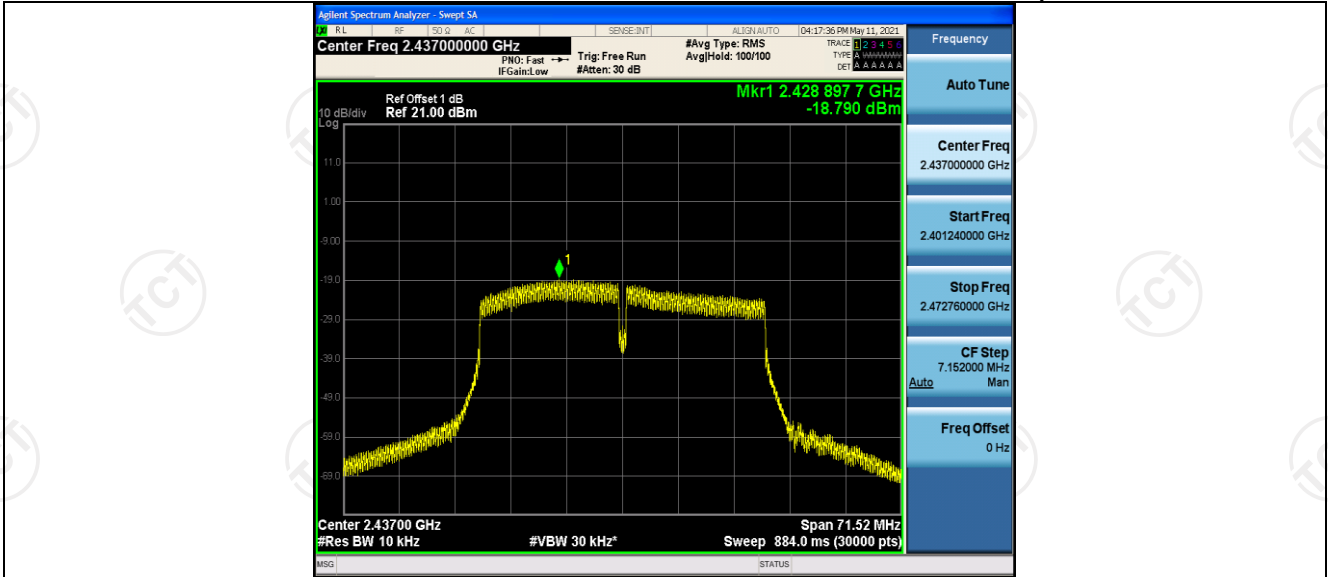 Agilent Spectrum Analyzer - Swept SA
RL RF 50 Ω AC SENSE:INT ALIGN AUTO 04:17:36 PM May 11, 2021
Center Freq 2.437000000 GHz
PNO: Fast
IFGain:Low
Trig: Free Run
#Atten: 30 dB
#Avg Type: RMS
Avg|Hold: 100/100
TRACE 1 2 3 4 5 6
TYPE A WWWWW
DET A A A A A A
Mkr1 2.428 897 7 GHz
-18.790 dBm
Ref Offset 1 dB
10 dB/div Ref 21.00 dBm
Log
11.0
1.00
-9.00
-19.0
-29.0
-39.0
-49.0
-59.0
-69.0
1
Center 2.43700 GHz Span 71.52 MHz
#Res BW 10 kHz #VBW 30 kHz* Sweep 884.0 ms (30000 pts)
MSG STATUS
Frequency
Auto Tune
Center Freq
2.437000000 GHz
Start Freq
2.401240000 GHz
Stop Freq
2.472760000 GHz
CF Step
7.152000 MHz
Auto Man
Freq Offset
0 Hz
TCT
TCT